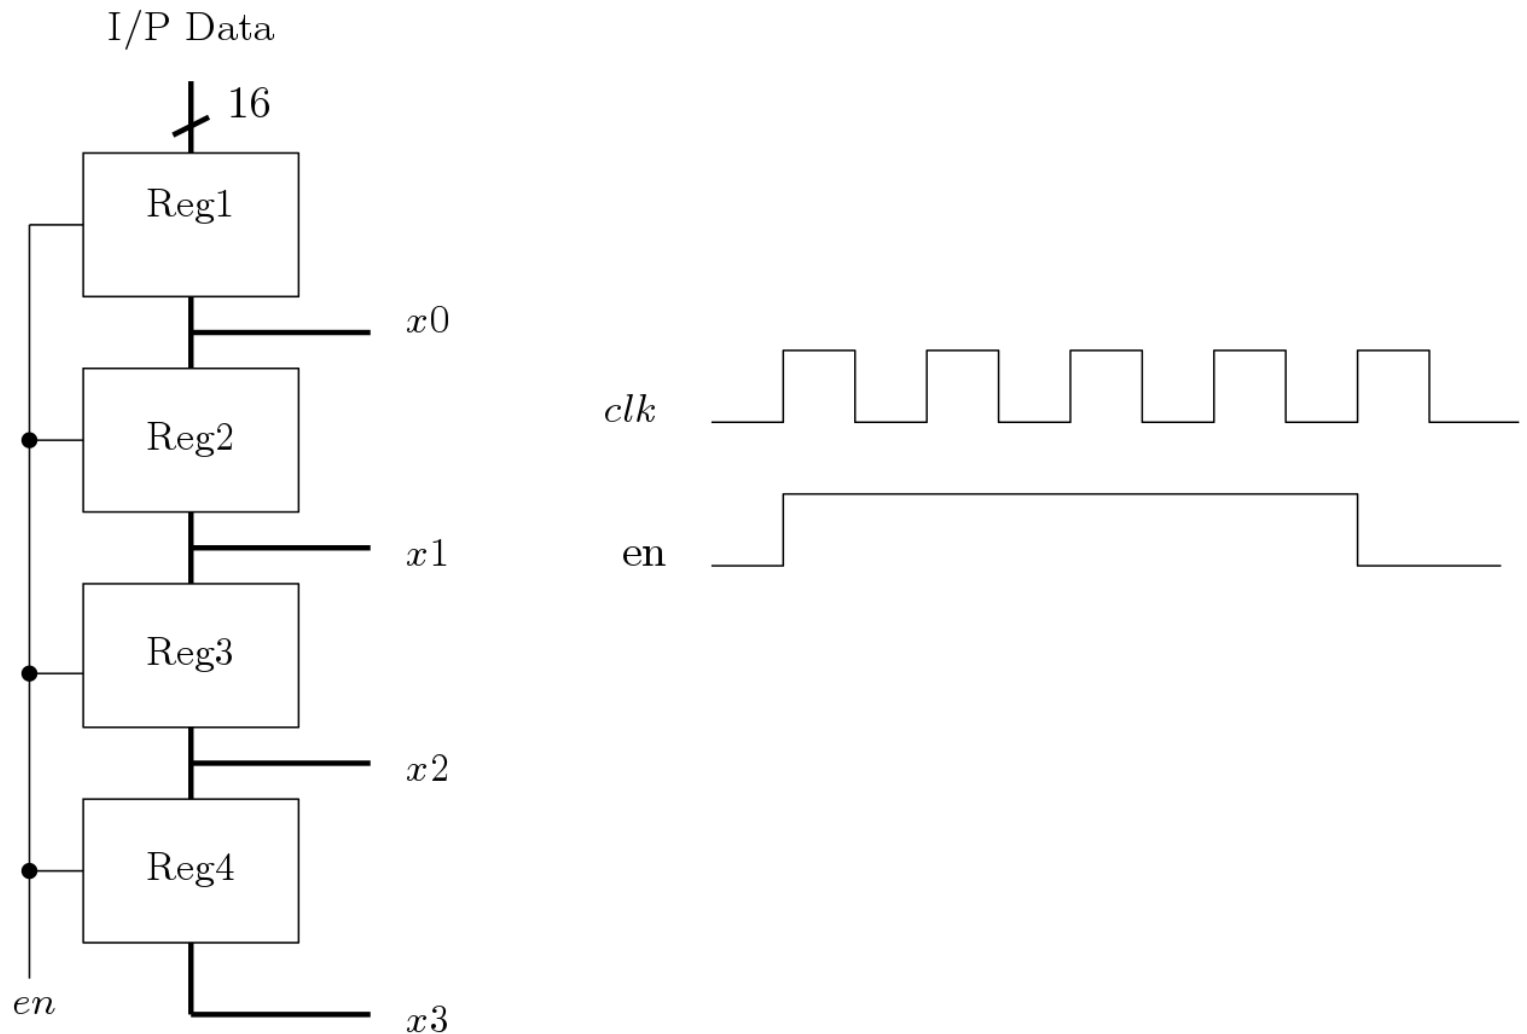 I/P Data
16
Reg1
x0
Reg2
x1
Reg3
x2
Reg4
en
x3
clk
en